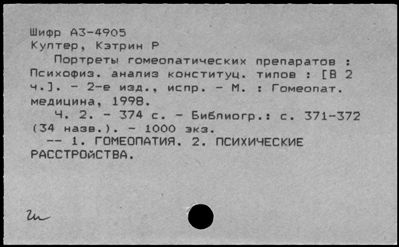 Шифр А3-4905
Култер, Кэтрин Р
Портреты гомеопатических препаратов :
Психофиз. анализ конституц. типов : [В 2
ч.]. - 2-е изд., испр. - М. : Гомеопат.
медицина, 1998.
Ч. 2. - 374 с. - Библиогр.: с. 371-372
(34 назв.). - 1000 экз.
-- 1. ГОМЕОПАТИЯ. 2. ПСИХИЧЕСКИЕ
РАССТРОйСТВА.